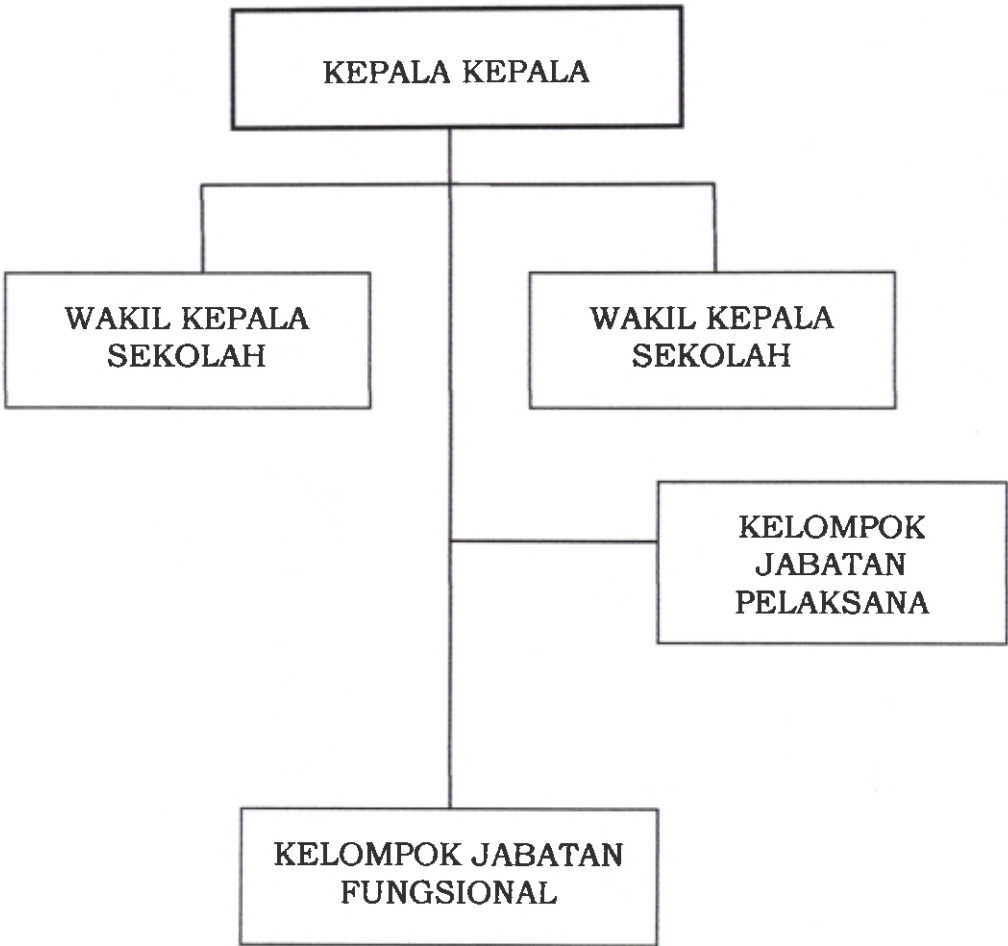 KEPALA KEPALA
WAKIL KEPALA
SEKOLAH
WAKIL KEPALA
SEKOLAH
KELOMPOK
JABATAN
PELAKSANA
KELOMPOK JABATAN
FUNGSIONAL